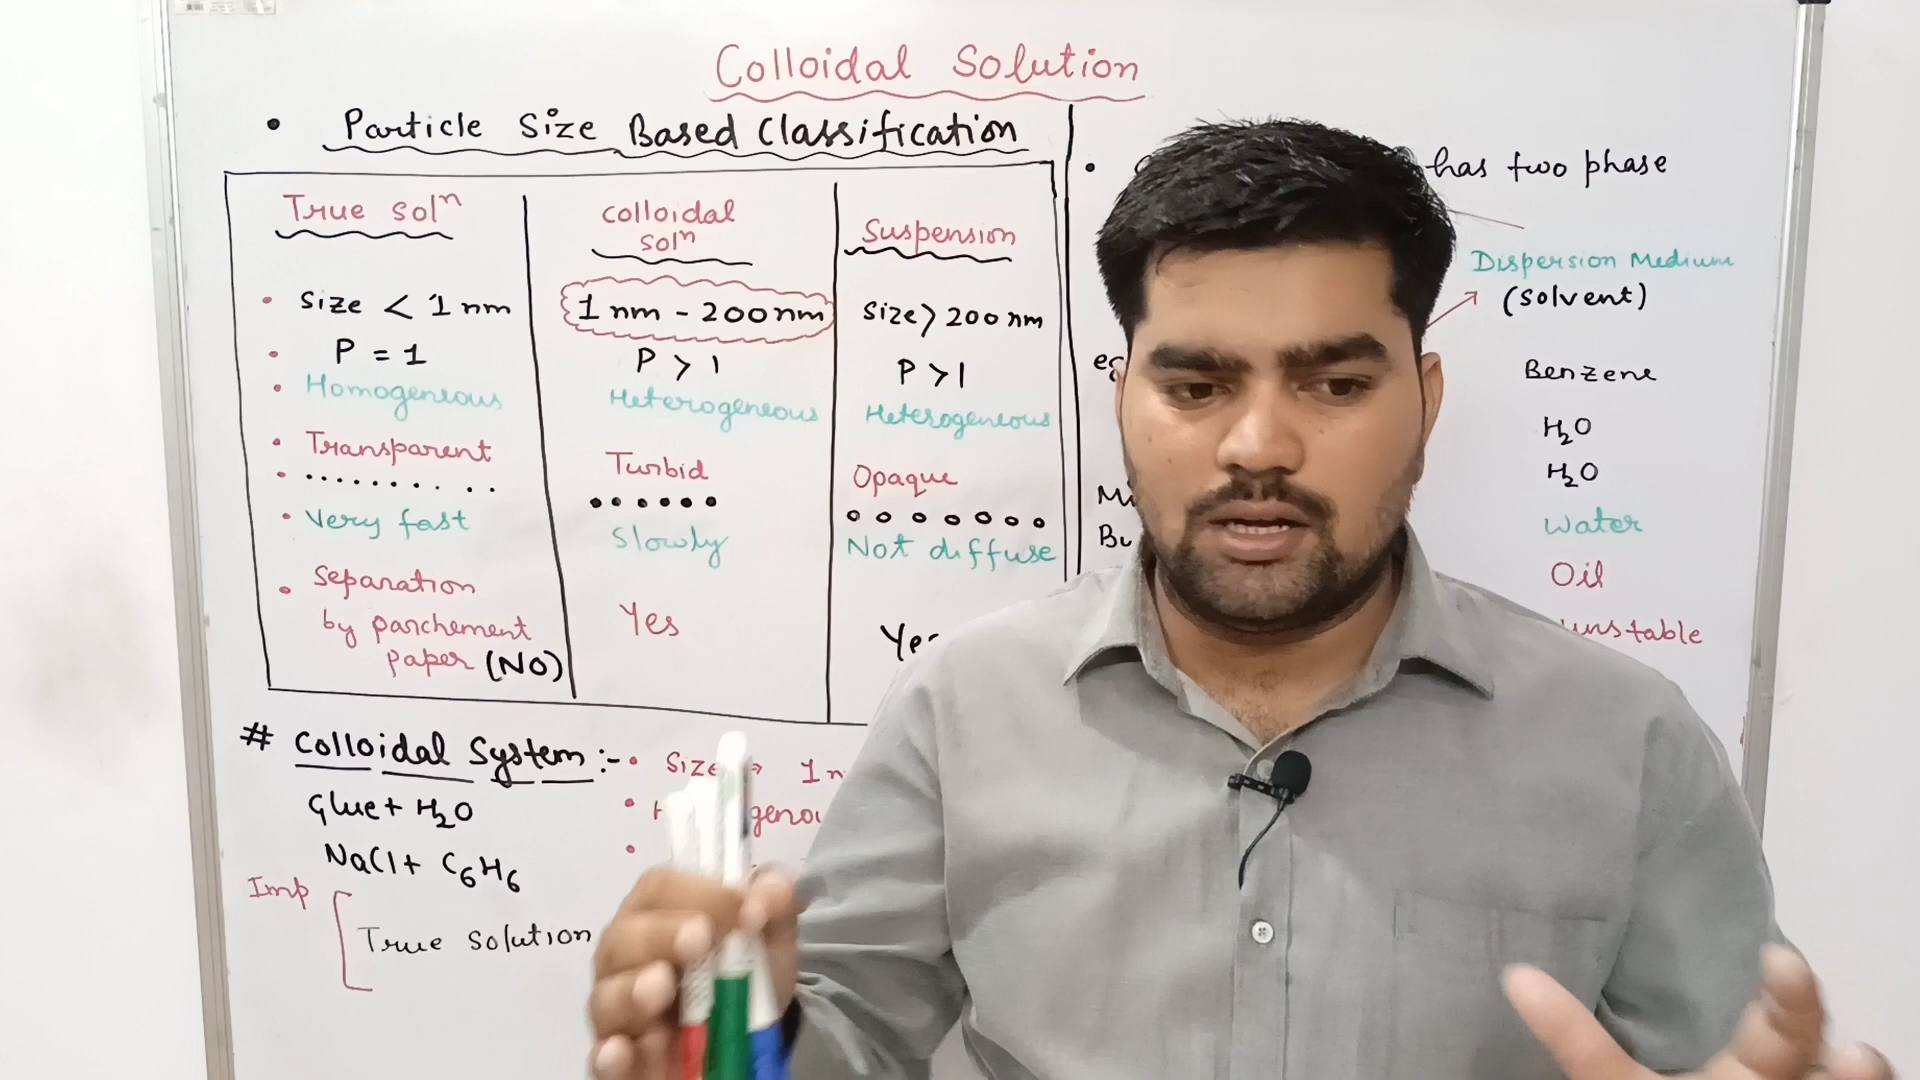 Colloidal Solution
• Particle Size Based Classification
True solⁿ
• Size < 1 nm
• P = 1
• Homogeneous
• Transparent
• Very fast
• Separation
by parchement
paper (NO)
colloidal
solⁿ
1 nm - 200 nm
P > 1
Heterogeneous
Turbid
Slowly
Yes
Suspension
Size > 200 nm
P > 1
Heterogeneous
Opaque
Not diffuse
# Colloidal System :-
Glue + H₂O
NaCl + C₆H₆
Imp
True Solution
• Size → 1
has two phase
Dispersion Medium
(Solvent)
Benzene
H₂O
H₂O
Water
Oil
unstable